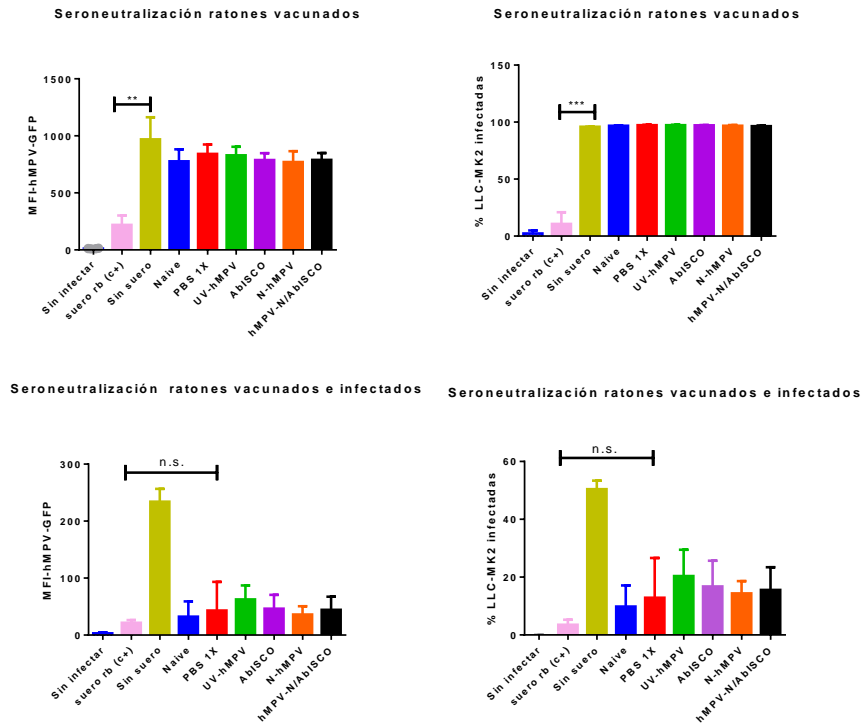 Seroneutralización ratones vacunados
MFI-hMPV-GFP
1500
1000
500
0
**
Sin infectar
suero rb (c+)
Sin suero
Naive
PBS 1X
UV-hMPV
AbISCO
N-hMPV
hMPV-N/AbISCO
Seroneutralización ratones vacunados
% LLC-MK2 infectadas
150
100
50
0
***
Sin infectar
suero rb (c+)
Sin suero
Naive
PBS 1X
UV-hMPV
AbISCO
N-hMPV
hMPV-N/AbISCO
Seroneutralización ratones vacunados e infectados
MFI-hMPV-GFP
300
200
100
0
n.s.
Sin infectar
suero rb (c+)
Sin suero
Naive
PBS 1X
UV-hMPV
AbISCO
N-hMPV
hMPV-N/AbISCO
Seroneutralización ratones vacunados e infectados
% LLC-MK2 infectadas
60
40
20
0
n.s.
Sin infectar
suero rb (c+)
Sin suero
Naive
PBS 1X
UV-hMPV
AbISCO
N-hMPV
hMPV-N/AbISCO